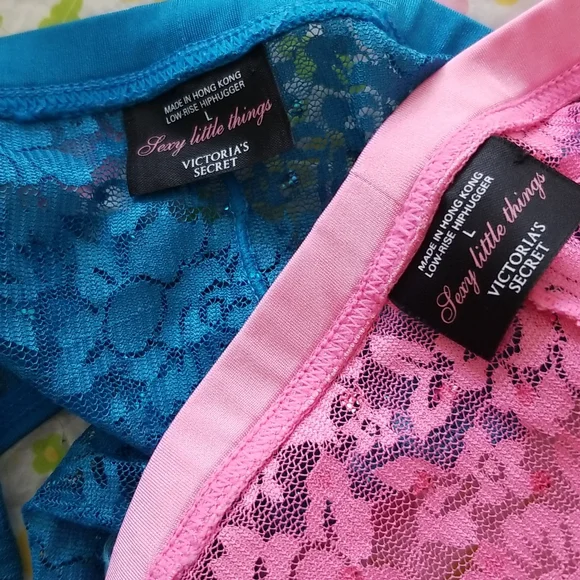 MADE IN HONG KONG
LOW-RISE HIPHUGGER
L
Sexy little things
VICTORIA'S
SECRET
MADE IN HONG KONG
LOW-RISE HIPHUGGER
L
Sexy little things
VICTORIA'S
SECRET